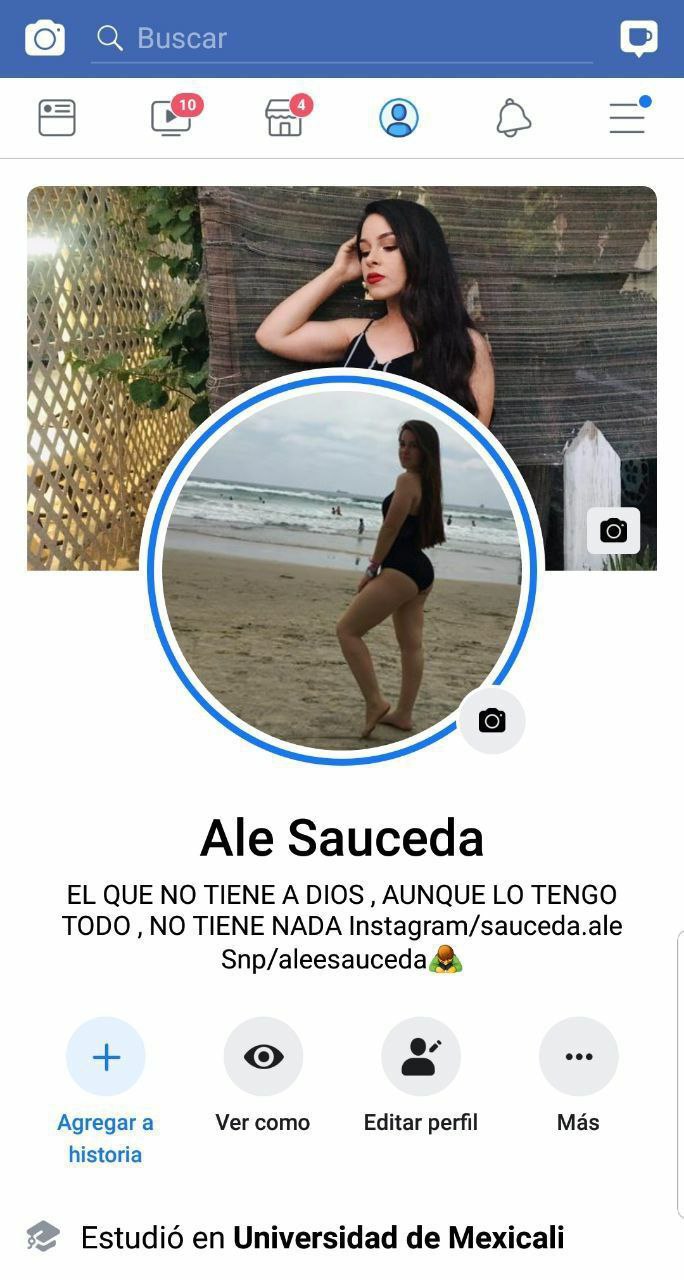 Buscar
10
4
Ale Sauceda
EL QUE NO TIENE A DIOS , AUNQUE LO TENGO
TODO , NO TIENE NADA Instagram/sauceda.ale
Snp/aleesauceda
Agregar a
historia
Ver como
Editar perfil
Más
Estudió en Universidad de Mexicali